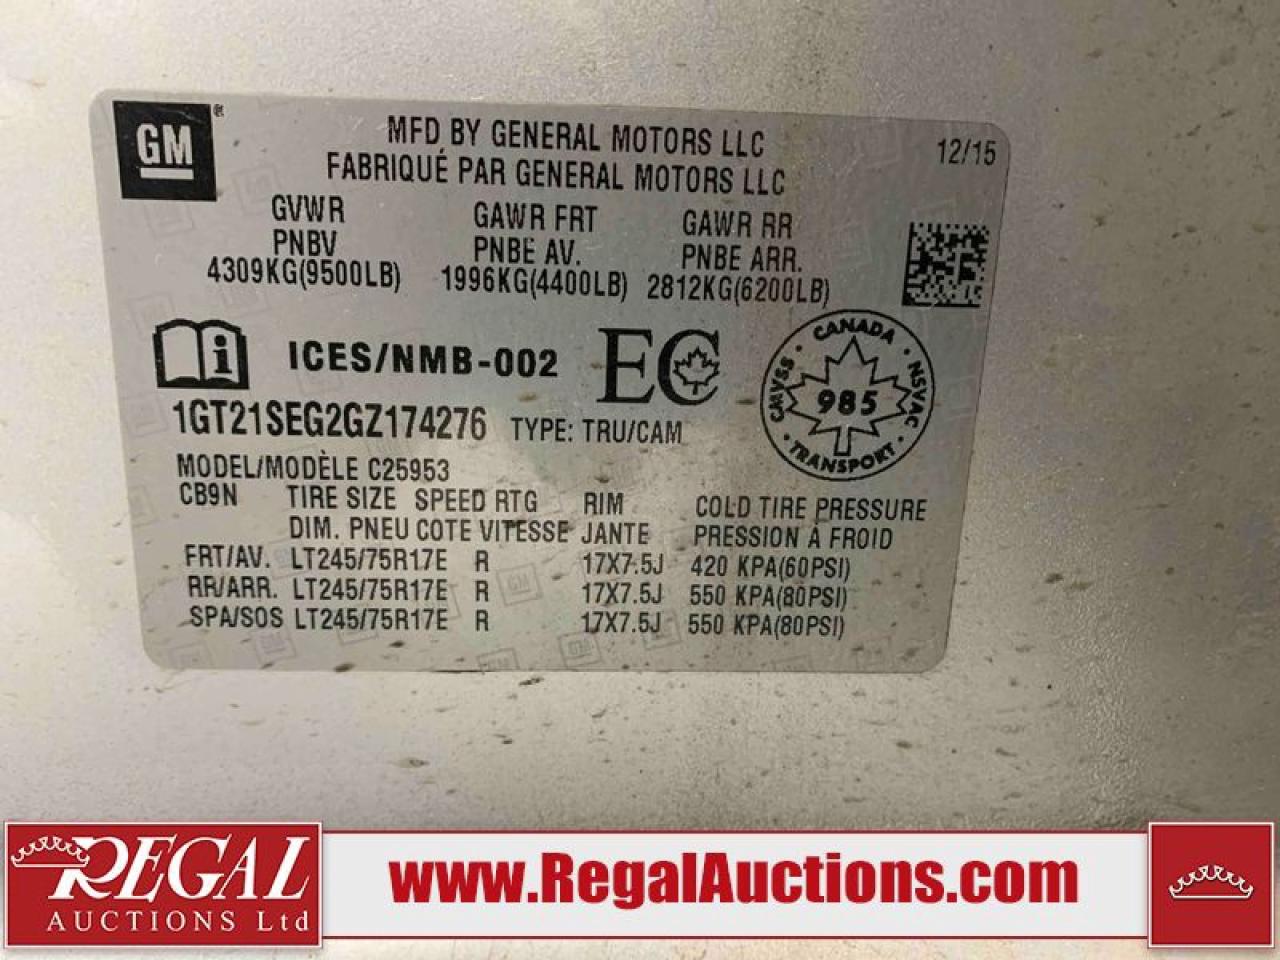 GM ®
MFD BY GENERAL MOTORS LLC
12/15
FABRIQUÉ PAR GENERAL MOTORS LLC
GVWR GAWR FRT GAWR RR
PNBV PNBE AV. PNBE ARR.
4309KG(9500LB) 1996KG(4400LB) 2812KG(6200LB)
i ICES/NMB-002 EC
CANADA
CMVSS 985 NSVAC
TRANSPORT
1GT21SEG2GZ174276 TYPE: TRU/CAM
MODEL/MODÈLE C25953
CB9N TIRE SIZE SPEED RTG RIM COLD TIRE PRESSURE
DIM. PNEU COTE VITESSE JANTE PRESSION À FROID
FRT/AV. LT245/75R17E R 17X7.5J 420 KPA(60PSI)
RR/ARR. LT245/75R17E R 17X7.5J 550 KPA(80PSI)
SPA/SOS LT245/75R17E R 17X7.5J 550 KPA(80PSI)
REGAL
AUCTIONS Ltd
www.RegalAuctions.com